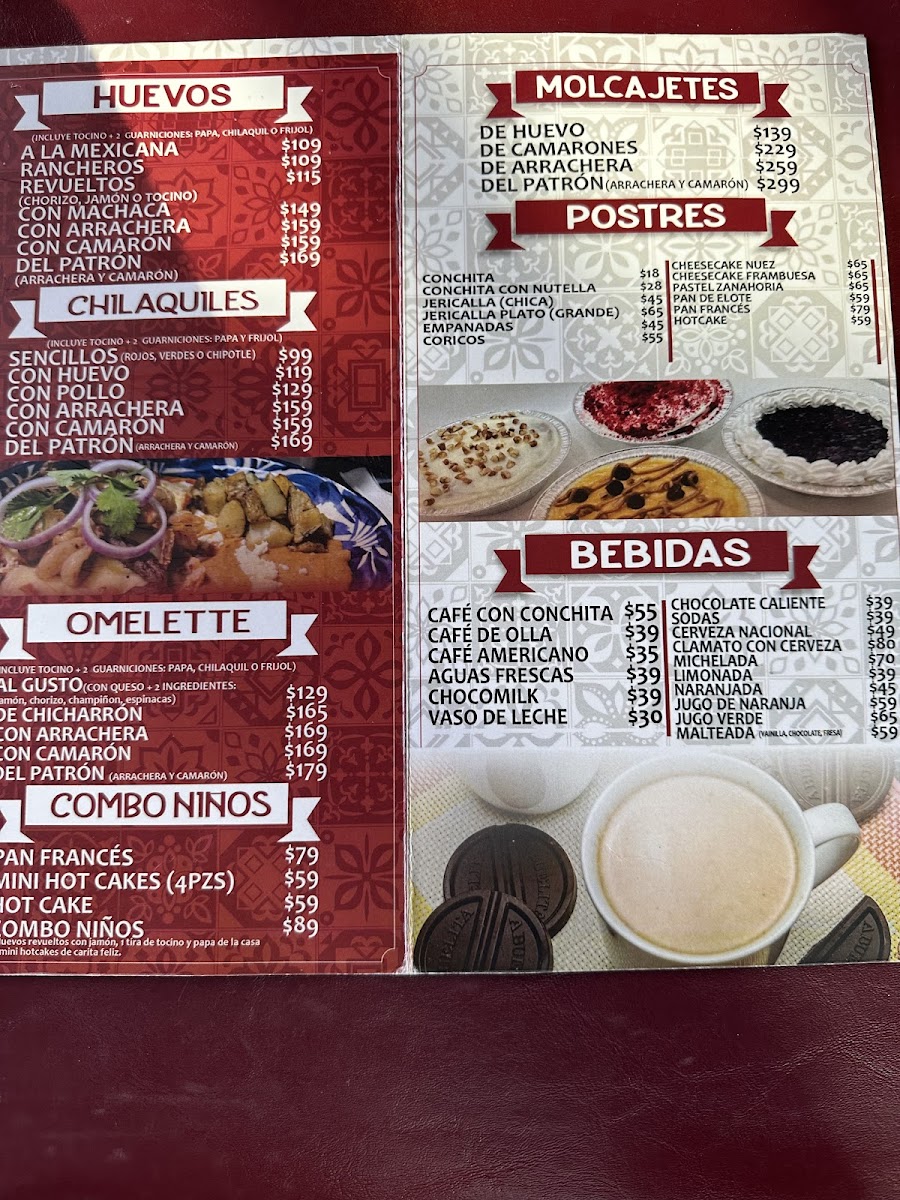 HUEVOS
(INCLUYE TOCINO + 2 GUARNICIONES: PAPA, CHILAQUIL O FRIJOL)
A LA MEXICANA $109
RANCHEROS $109
REVUELTOS $115
(CHORIZO, JAMÓN O TOCINO)
CON MACHACA $149
CON ARRACHERA $159
CON CAMARÓN $159
DEL PATRÓN $169
(ARRACHERA Y CAMARÓN)
CHILAQUILES
(INCLUYE TOCINO + 2 GUARNICIONES: PAPA Y FRIJOL)
SENCILLOS (ROJOS, VERDES O CHIPOTLE) $99
CON HUEVO $119
CON POLLO $129
CON ARRACHERA $159
CON CAMARÓN $159
DEL PATRÓN (ARRACHERA Y CAMARÓN) $169
OMELETTE
INCLUYE TOCINO + 2 GUARNICIONES: PAPA, CHILAQUIL O FRIJOL)
AL GUSTO (CON QUESO + 2 INGREDIENTES: $129
jamón, chorizo, champiñon, espinacas)
DE CHICHARRÓN $165
CON ARRACHERA $169
CON CAMARÓN $169
DEL PATRÓN (ARRACHERA Y CAMARÓN) $179
COMBO NIÑOS
PAN FRANCÉS $79
MINI HOT CAKES (4PZS) $59
HOT CAKE $59
COMBO NIÑOS $89
Huevos revueltos con jamón, 1 tira de tocino y papa de la casa
mini hotcakes de carita feliz.
MOLCAJETES
DE HUEVO $139
DE CAMARONES $229
DE ARRACHERA $259
DEL PATRÓN (ARRACHERA Y CAMARÓN) $299
POSTRES
CONCHITA $18
CONCHITA CON NUTELLA $28
JERICALLA (CHICA) $45
JERICALLA PLATO (GRANDE) $65
EMPANADAS $45
CORICOS $55
CHEESECAKE NUEZ $65
CHEESECAKE FRAMBUESA $65
PASTEL ZANAHORIA $65
PAN DE ELOTE $59
PAN FRANCÉS $79
HOTCAKE $59
BEBIDAS
CAFÉ CON CONCHITA $55
CAFÉ DE OLLA $39
CAFÉ AMERICANO $35
AGUAS FRESCAS $39
CHOCOMILK $39
VASO DE LECHE $30
CHOCOLATE CALIENTE $39
SODAS $39
CERVEZA NACIONAL $49
CLAMATO CON CERVEZA $80
MICHELADA $70
LIMONADA $39
NARANJADA $45
JUGO DE NARANJA $59
JUGO VERDE $65
MALTEADA (VAINILLA, CHOCOLATE, FRESA) $59